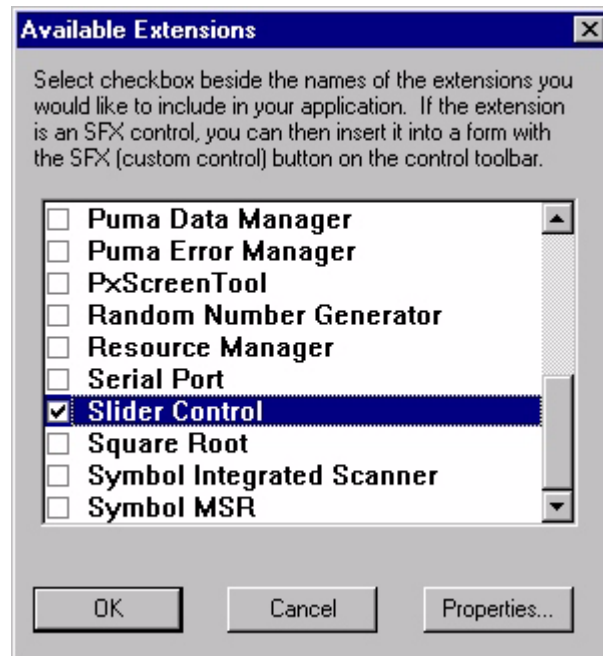 Available Extensions
Select checkbox beside the names of the extensions you
would like to include in your application.  If the extension
is an SFX control, you can then insert it into a form with
the SFX (custom control) button on the control toolbar.
Puma Data Manager
Puma Error Manager
PxScreenTool
Random Number Generator
Resource Manager
Serial Port
Slider Control
Square Root
Symbol Integrated Scanner
Symbol MSR
OK Cancel Properties...